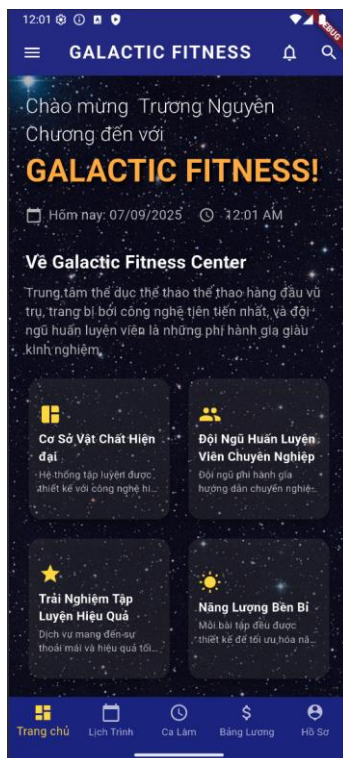 12:01
DEBUG
GALACTIC FITNESS
Chào mừng Trương Nguyên
Chương đến với
GALACTIC FITNESS!
Hôm nay: 07/09/2025 12:01 AM
Về Galactic Fitness Center
Trung tâm thể dục thể thao thể thao hàng đầu vũ
trụ, trang bị bởi công nghệ tiên tiến nhất, và đội
ngũ huấn luyện viên là những phi hành gia giàu
kinh nghiệm.
Cơ Sở Vật Chất Hiện
đại
Hệ thống tập luyện được
thiết kế với công nghệ hi...
Đội Ngũ Huấn Luyện
Viên Chuyên Nghiệp
Đội ngũ phi hành gia
hướng dẫn chuyên nghiê...
Trải Nghiệm Tập
Luyện Hiệu Quả
Dịch vụ mang đến sự
thoải mái và hiệu quả tối...
Năng Lượng Bền Bỉ
Mỗi bài tập đều được
thiết kế để tối ưu hóa nă...
Trang chủ
Lịch Trình
Ca Làm
Bảng Lương
Hồ Sơ